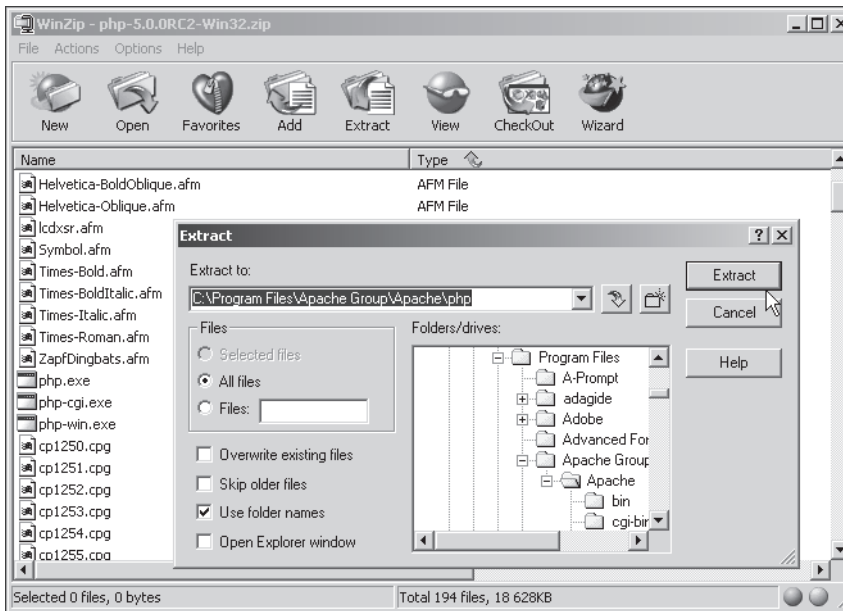 WinZip - php-5.0.0RC2-Win32.zip
File Actions Options Help
New Open Favorites Add Extract View CheckOut Wizard
Name Type
Helvetica-BoldOblique.afm AFM File
Helvetica-Oblique.afm AFM File
lcdxsr.afm
Symbol.afm
Times-Bold.afm
Times-BoldItalic.afm
Times-Italic.afm
Times-Roman.afm
ZapfDingbats.afm
php.exe
php-cgi.exe
php-win.exe
cp1250.cpg
cp1251.cpg
cp1252.cpg
cp1253.cpg
cp1254.cpg
cp1255.cpg
Extract
Extract to:
C:\Program Files\Apache Group\Apache\php
Files
Selected files
All files
Files:
Overwrite existing files
Skip older files
Use folder names
Open Explorer window
Folders/drives:
Program Files
A-Prompt
adagide
Adobe
Advanced For
Apache Group
Apache
bin
cgi-bin
Extract
Cancel
Help
Selected 0 files, 0 bytes Total 194 files, 18 628KB